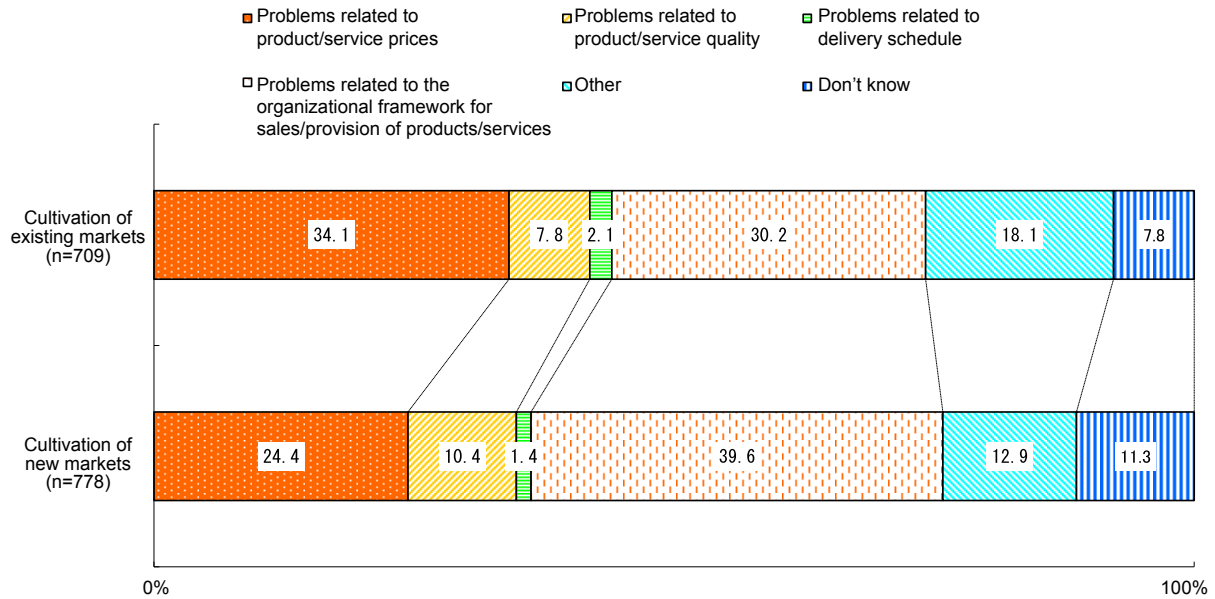 Problems related to
product/service prices
Problems related to
product/service quality
Problems related to
delivery schedule
Problems related to the
organizational framework for
sales/provision of products/services
Other
Don't know
Cultivation of
existing markets
(n=709)
34.1
7.8
2.1
30.2
18.1
7.8
Cultivation of
new markets
(n=778)
24.4
10.4
1.4
39.6
12.9
11.3
0%
100%